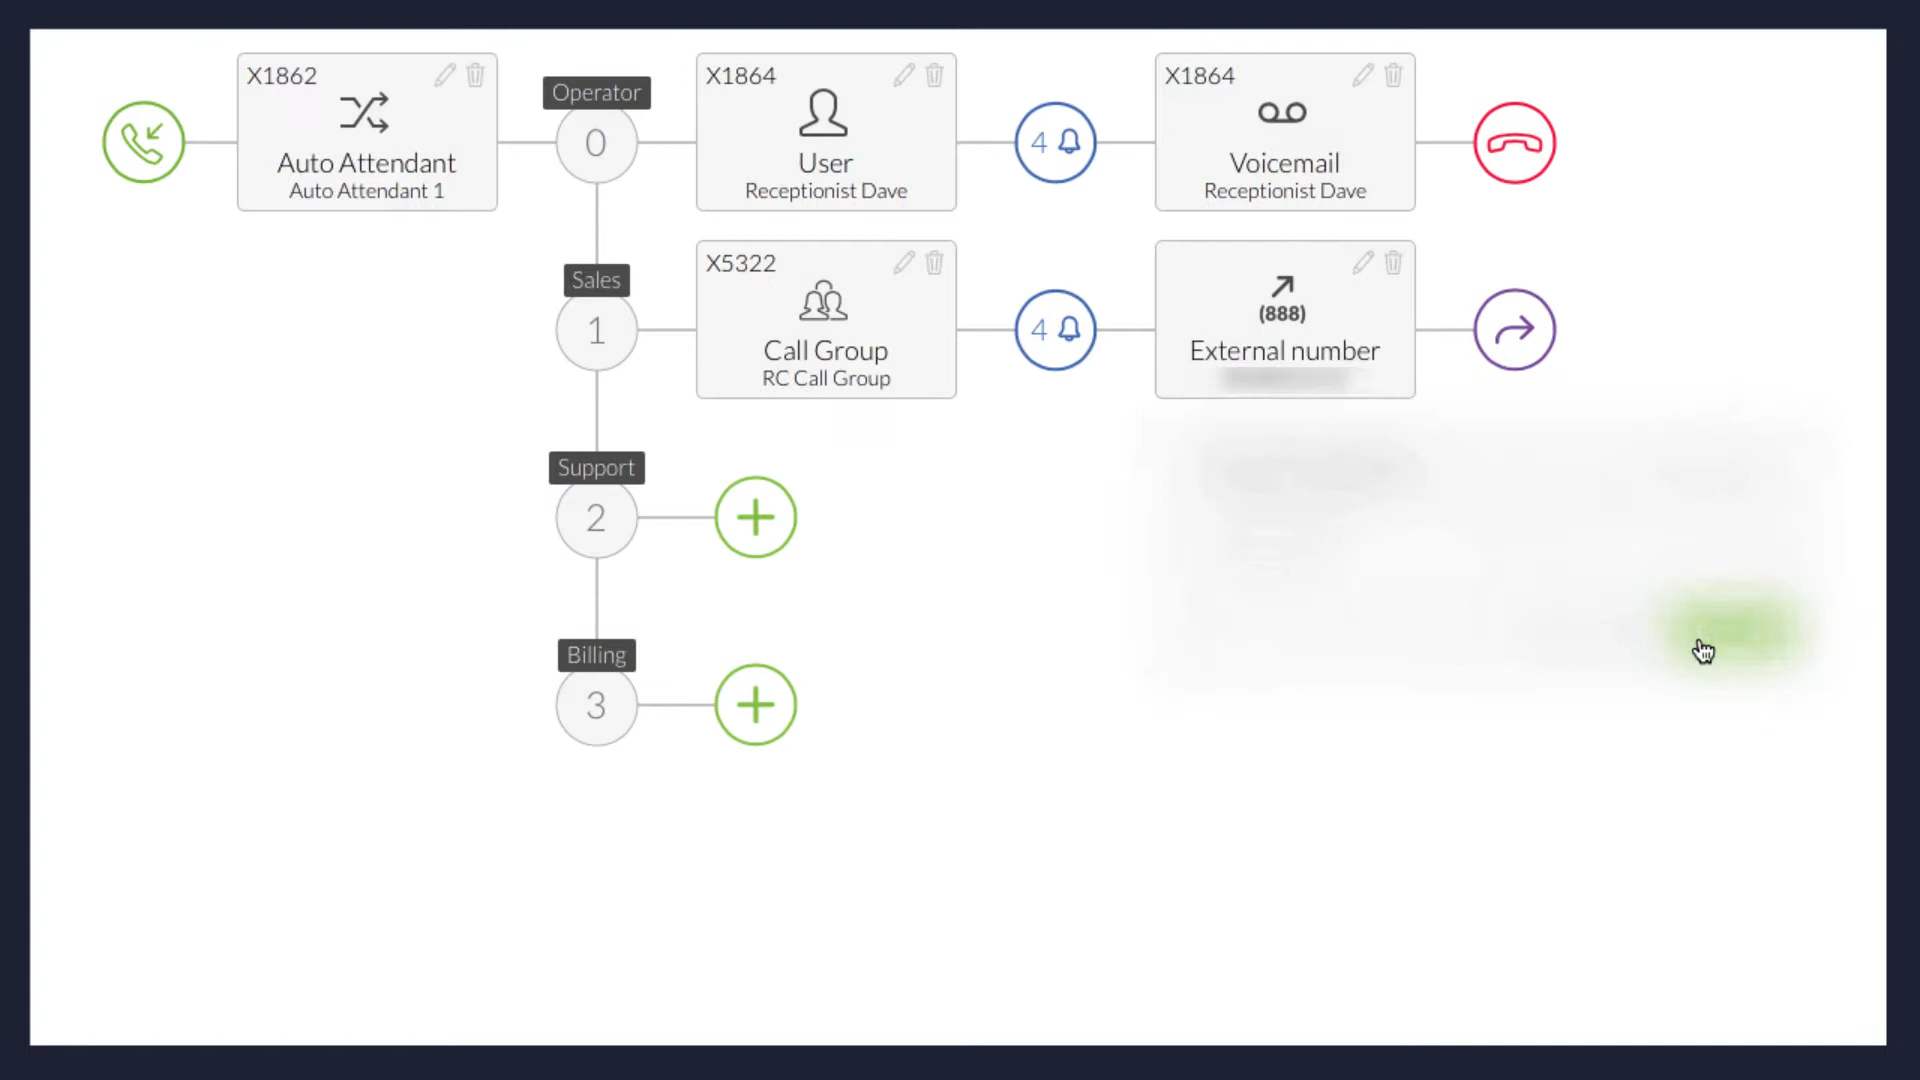 X1862
Auto Attendant
Auto Attendant 1
Operator
0
X1864
User
Receptionist Dave
4
X1864
Voicemail
Receptionist Dave
Sales
1
X5322
Call Group
RC Call Group
4
(888)
External number
Support
2
Billing
3